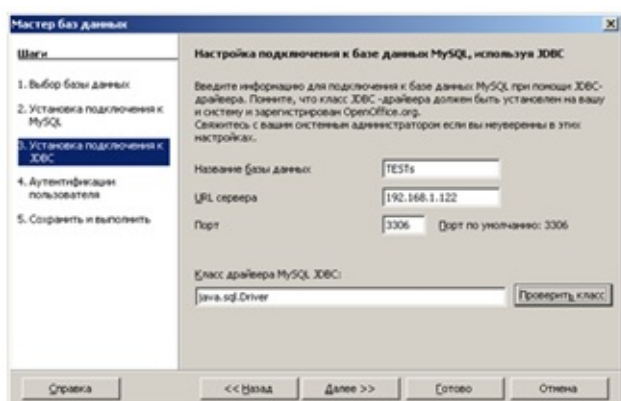 Мастер баз данных
Шаги
1. Выбор базы данных
2. Установка подключения к
MySQL
3. Установка подключения к
JDBC
4. Аутентификации
пользователя
5. Сохранить и выполнить
Настройка подключения к базе данных MySQL, используя JDBC
Введите информацию для подключения к базе данных MySQL при помощи JDBC-
драйвера. Помните, что класс JDBC -драйвера должен быть установлен на вашу
и систему и зарегистрирован OpenOffice.org.
Свяжитесь с вашим системным администратором если вы неуверенны в этих
настройках.
Название базы данных
TESTs
URL сервера
192.168.1.122
Порт
3306
Порт по умолчанию: 3306
Класс драйвера MySQL JDBC:
java.sql.Driver
Проверить класс
Справка
<< Назад
Далее >>
Готово
Отмена